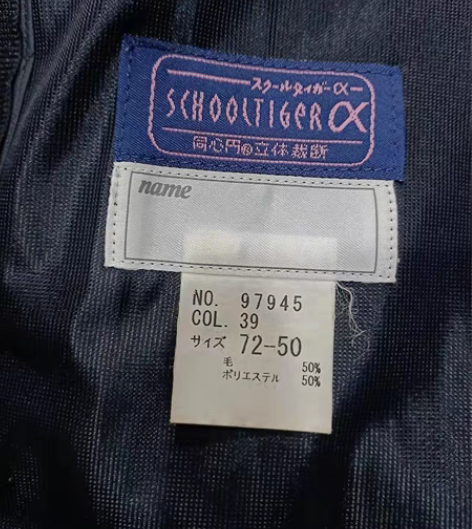 スクールタイガーα
SCHOOLTIGER α
同心円®立体裁断
name
NO. 97945
COL. 39
サイズ 72-50
毛 50%
ポリエステル 50%